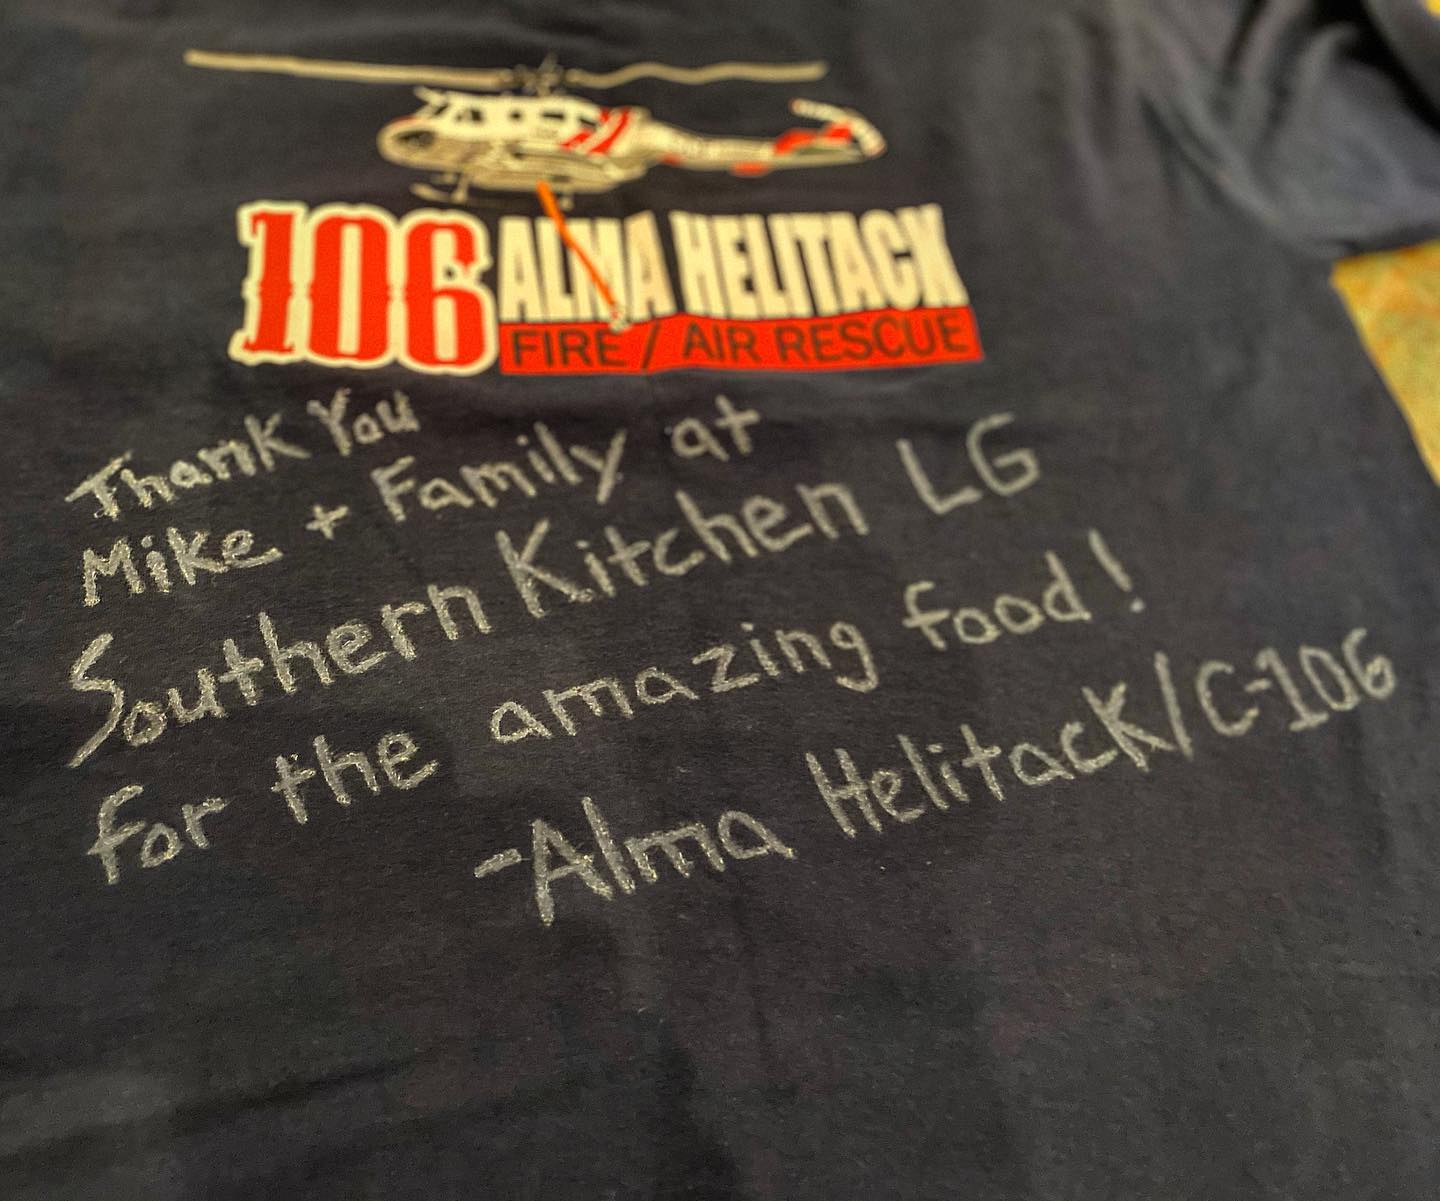 106 ALMA HELITACK
FIRE / AIR RESCUE
Thank You
Mike + Family at
Southern Kitchen LG
for the amazing food!
-Alma Helitack/C-106